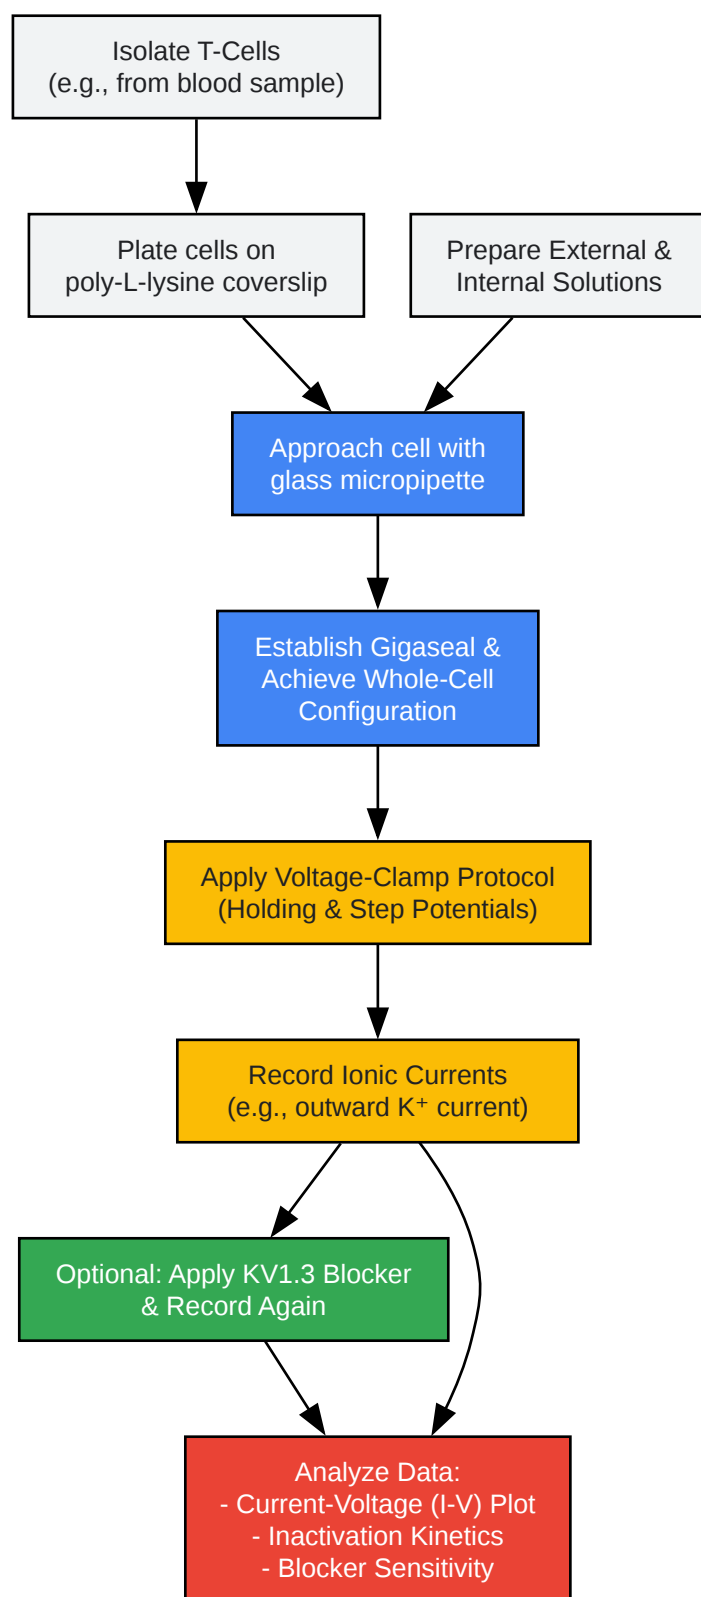 Isolate T-Cells
(e.g., from blood sample)
Plate cells on
poly-L-lysine coverslip
Prepare External &
Internal Solutions
Approach cell with
glass micropipette
Establish Gigaseal &
Achieve Whole-Cell
Configuration
Apply Voltage-Clamp Protocol
(Holding & Step Potentials)
Record Ionic Currents
(e.g., outward K⁺ current)
Optional: Apply KV1.3 Blocker
& Record Again
Analyze Data:
- Current-Voltage (I-V) Plot
- Inactivation Kinetics
- Blocker Sensitivity